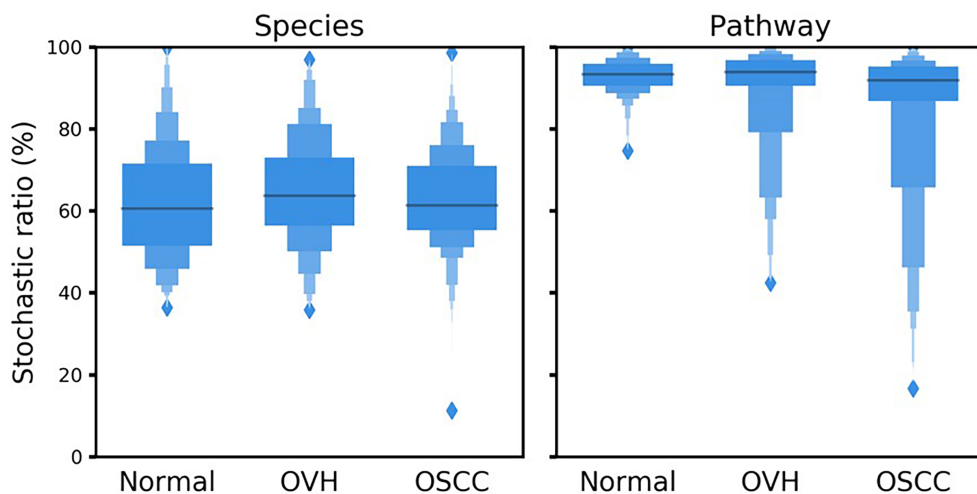 Species
Pathway
Stochastic ratio (%)
100
80
60
40
20
0
Normal OVH OSCC
Normal OVH OSCC